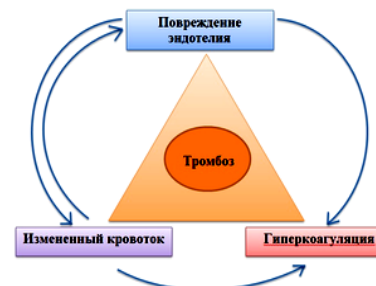 Повреждение
эндотелия
Тромбоз
Измененный кровоток
Гиперкоагуляция